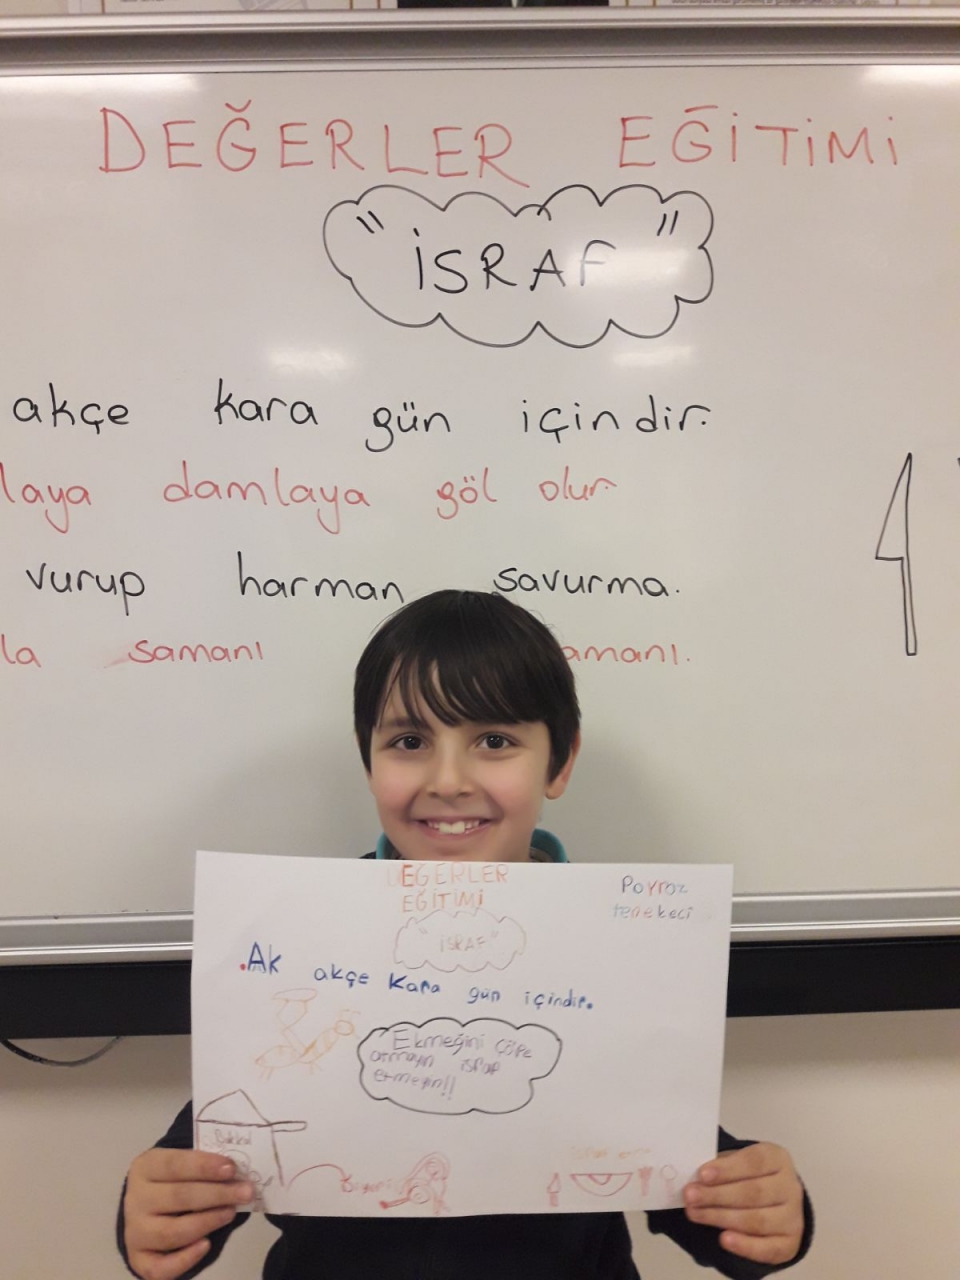 DEĞERLER EĞİTİMİ
"İSRAF"
akçe kara gün içindir.
laya damlaya göl olur
vurup harman savurma.
la samanı amanı.
DEĞERLER
EĞİTİMİ
"İSRAF"
Poyraz
tenekeci
.Ak akçe kara gün içindir.
Ekmeğini çöpe
atmayın israf
etmeyin!!
Bakkal